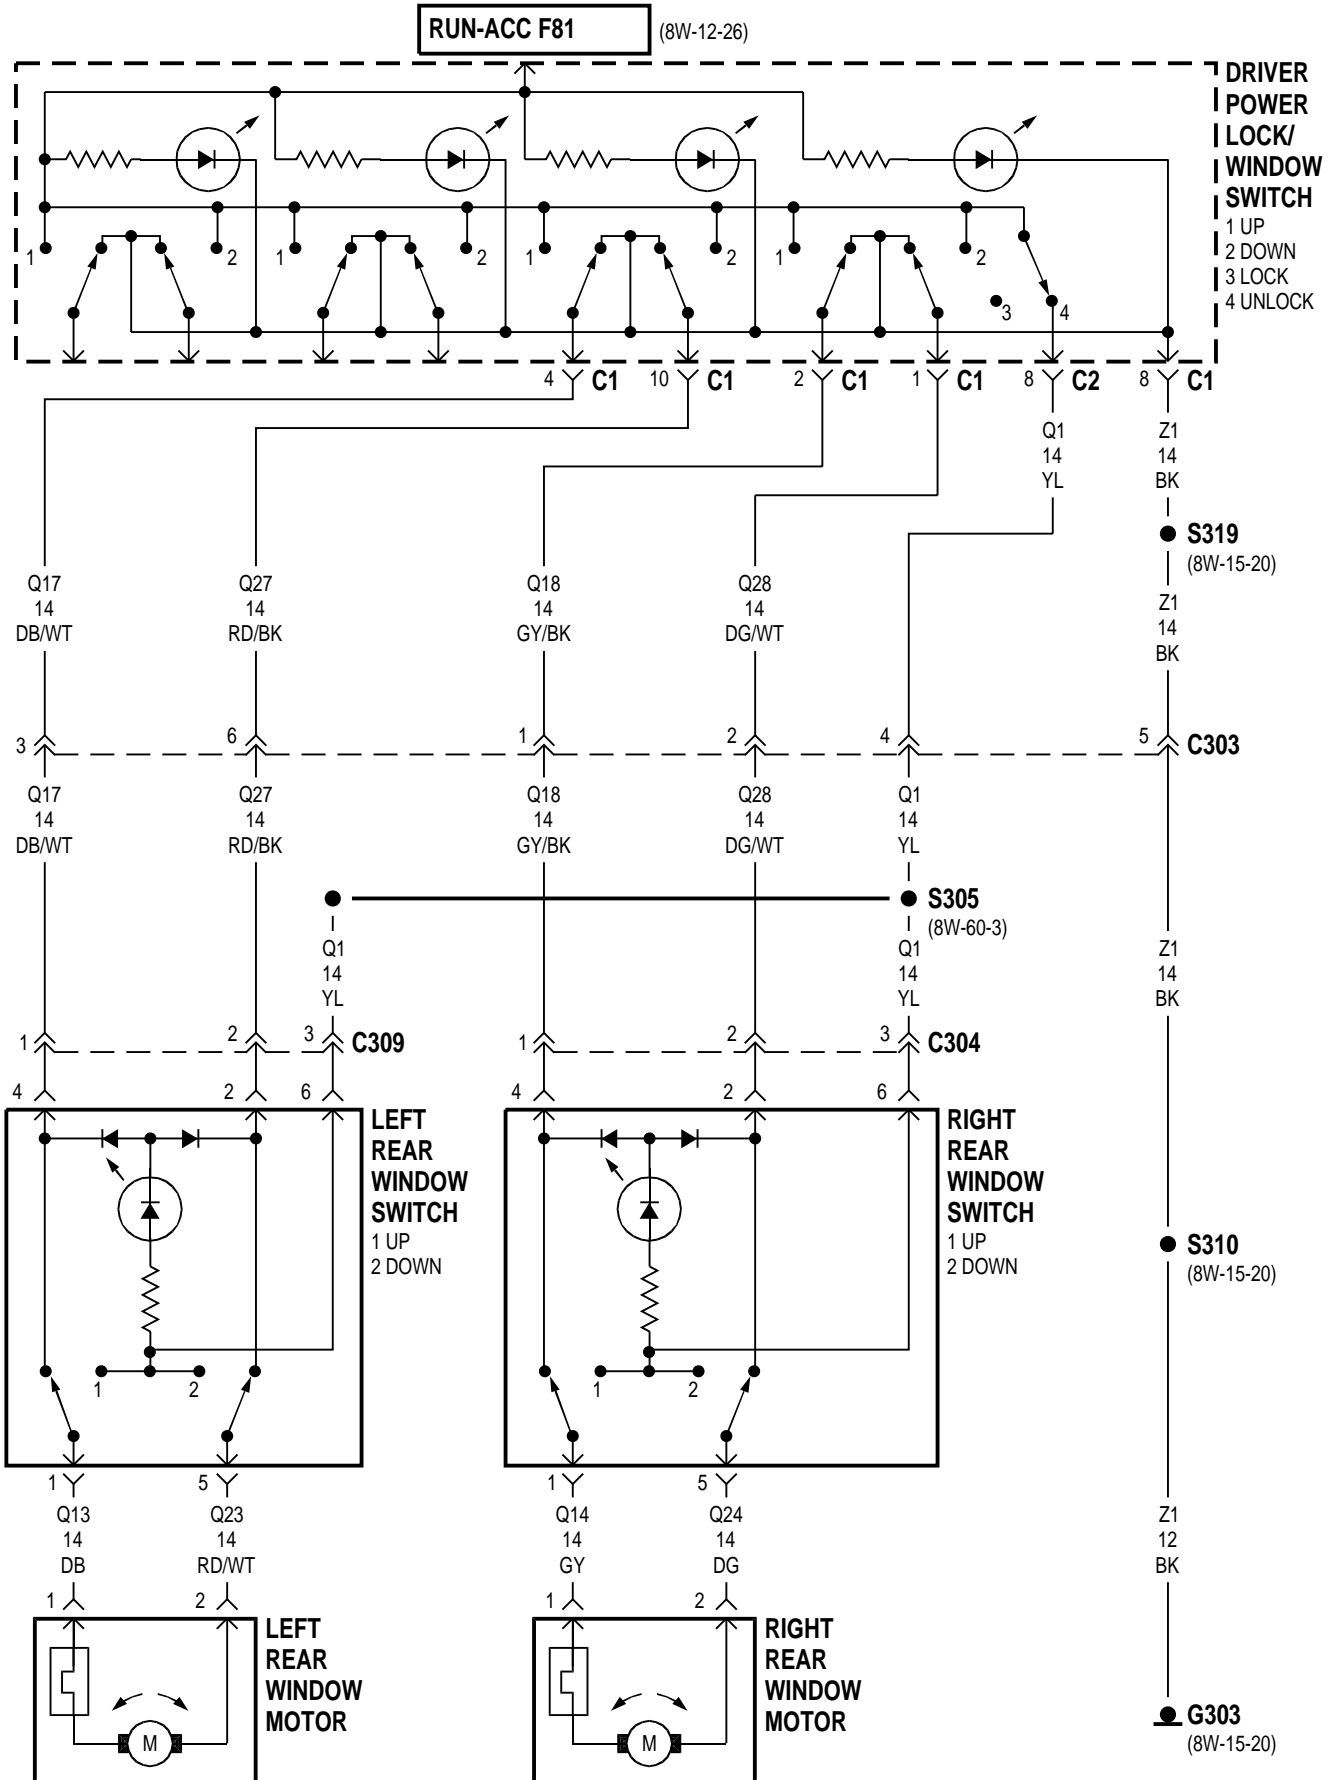 RUN-ACC F81 (8W-12-26)
DRIVER
POWER
LOCK/
WINDOW
SWITCH
1 UP
2 DOWN
3 LOCK
4 UNLOCK
1 2 1 2 1 2 1 2
3 4
4 C1 10 C1 2 C1 1 C1 8 C2 8 C1
Q1 Z1
14 14
YL BK
S319
(8W-15-20)
Q17 Q27 Q18 Q28 Z1
14 14 14 14 14
DB/WT RD/BK GY/BK DG/WT BK
3 6 1 2 4 5 C303
Q17 Q27 Q18 Q28 Q1
14 14 14 14 14
DB/WT RD/BK GY/BK DG/WT YL
S305
(8W-60-3)
Q1 Q1 Z1
14 14 14
YL YL BK
1 2 3 C309 1 2 3 C304
4 2 6 4 2 6
LEFT
REAR
WINDOW
SWITCH
1 UP
2 DOWN
RIGHT
REAR
WINDOW
SWITCH
1 UP
2 DOWN
S310
(8W-15-20)
1 2 1 2
1 5 1 5
Q13 Q23 Q14 Q24 Z1
14 14 14 14 12
DB RD/WT GY DG BK
1 2 1 2
LEFT
REAR
WINDOW
MOTOR
M
RIGHT
REAR
WINDOW
MOTOR
M
G303
(8W-15-20)